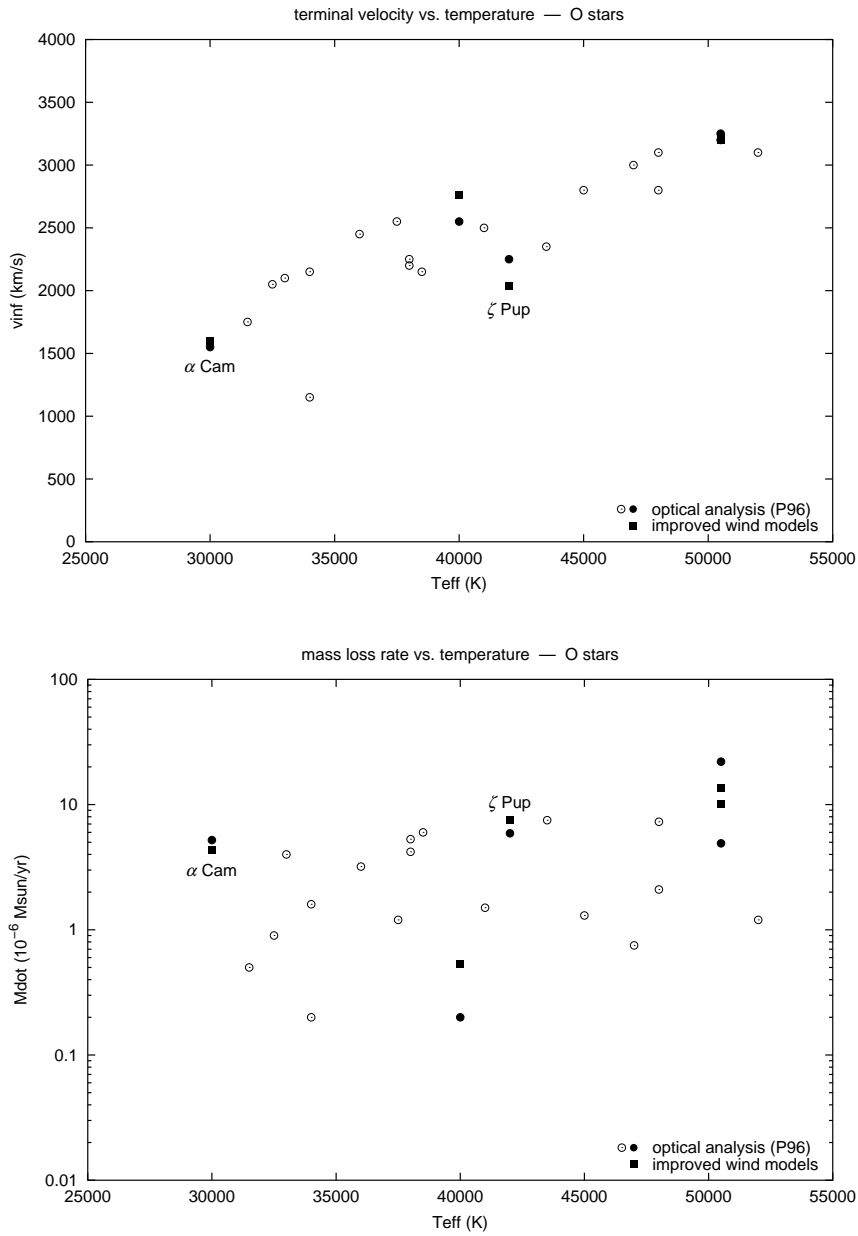 terminal velocity vs. temperature — O stars
4000
3500
3000
2500
2000
1500
1000
500
0
vinf (km/s)
ζ Pup
α Cam
optical analysis (P96)
improved wind models
25000 30000 35000 40000 45000 50000 55000
Teff (K)
mass loss rate vs. temperature — O stars
100
10
1
0.1
0.01
Mdot (10⁻⁶ Msun/yr)
ζ Pup
α Cam
optical analysis (P96)
improved wind models
25000 30000 35000 40000 45000 50000 55000
Teff (K)